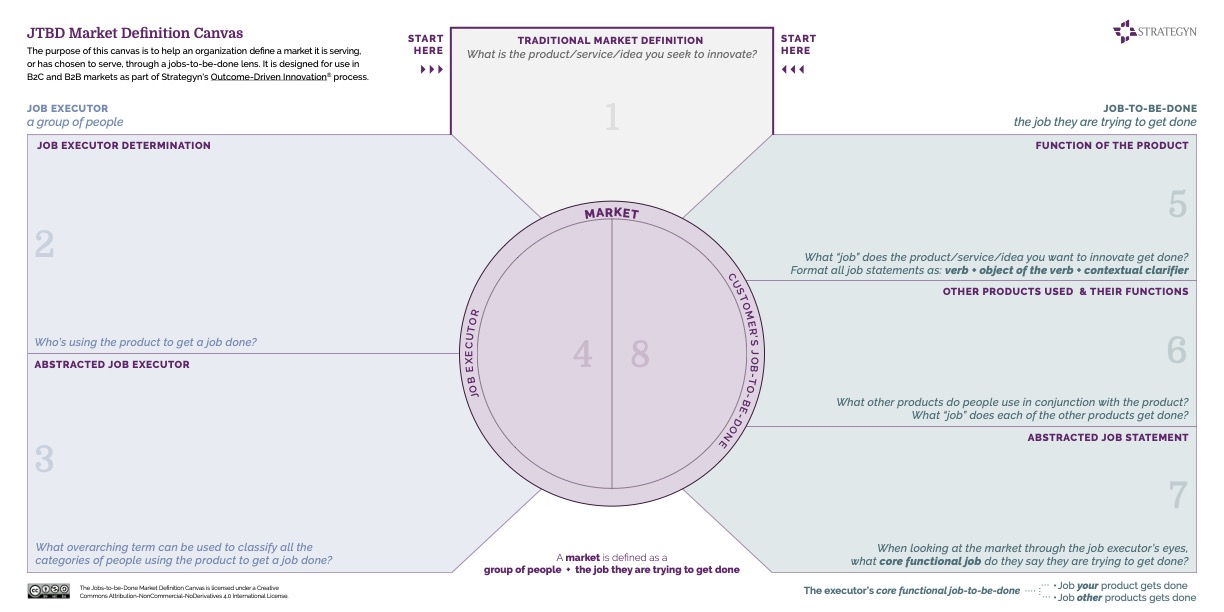 JTBD Market Definition Canvas
The purpose of this canvas is to help an organization define a market it is serving,
or has chosen to serve, through a jobs-to-be-done lens. It is designed for use in
B2C and B2B markets as part of Strategyn's Outcome-Driven Innovation® process.
START
HERE
TRADITIONAL MARKET DEFINITION
What is the product/service/idea you seek to innovate?
1
START
HERE
STRATEGYN
JOB EXECUTOR
a group of people
JOB EXECUTOR DETERMINATION
2
Who's using the product to get a job done?
ABSTRACTED JOB EXECUTOR
3
What overarching term can be used to classify all the
categories of people using the product to get a job done?
MARKET
JOB EXECUTOR
CUSTOMER'S JOB-TO-BE-DONE
4
8
JOB-TO-BE-DONE
the job they are trying to get done
FUNCTION OF THE PRODUCT
5
What "job" does the product/service/idea you want to innovate get done?
Format all job statements as: verb + object of the verb + contextual clarifier
OTHER PRODUCTS USED & THEIR FUNCTIONS
6
What other products do people use in conjunction with the product?
What "job" does each of the other products get done?
ABSTRACTED JOB STATEMENT
7
When looking at the market through the job executor's eyes,
what core functional job do they say they are trying to get done?
A market is defined as a
group of people + the job they are trying to get done
The Jobs-to-be-Done Market Definition Canvas is licensed under a Creative
Commons Attribution-NonCommercial-NoDerivatives 4.0 International License.
The executor's core functional job-to-be-done
• Job your product gets done
• Job other products gets done